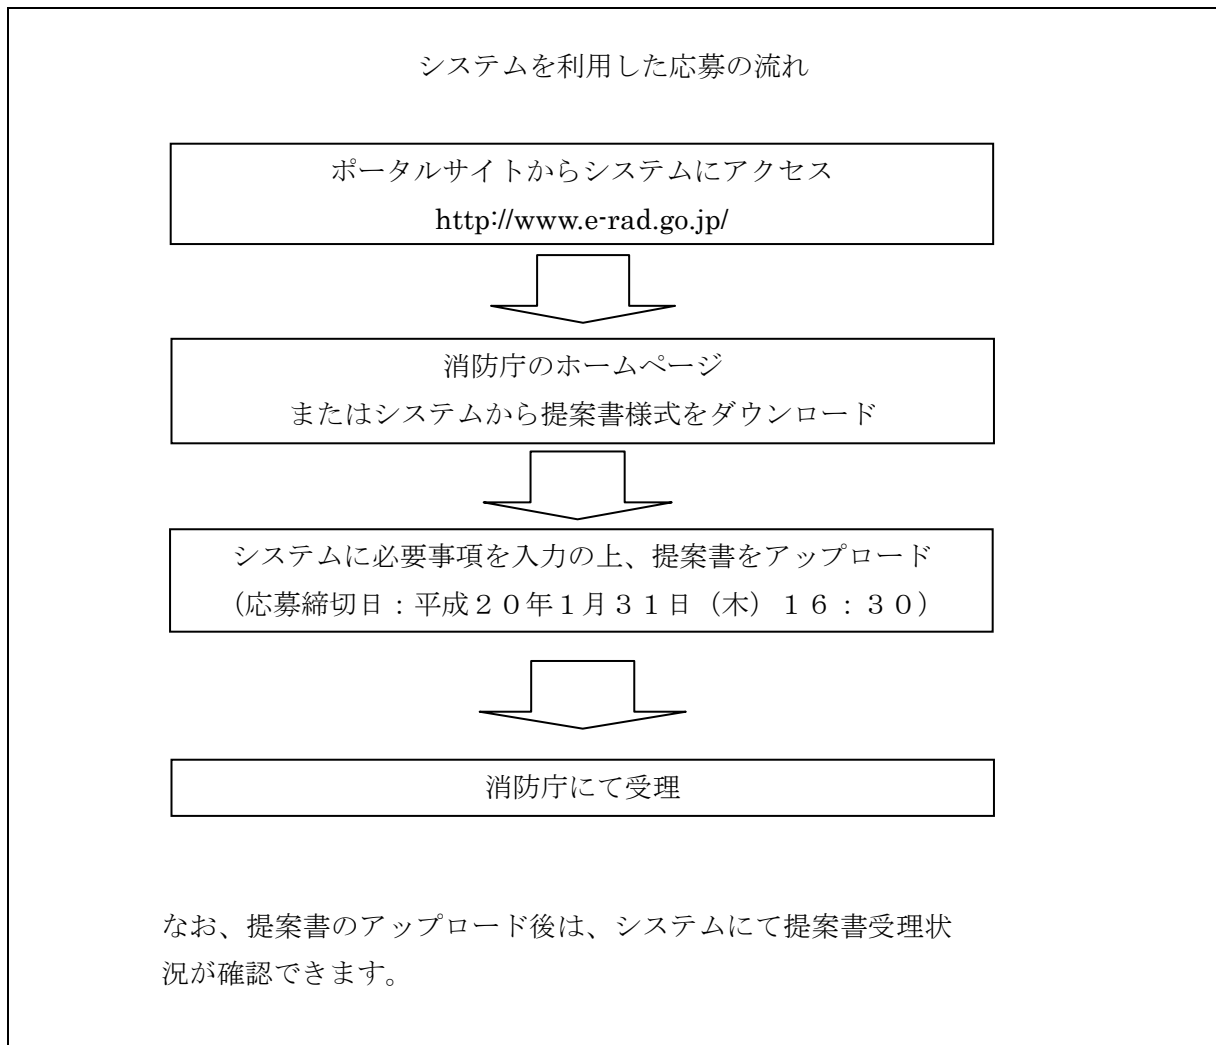 システムを利用した応募の流れ
ポータルサイトからシステムにアクセス
http://www.e-rad.go.jp/
消防庁のホームページ
またはシステムから提案書様式をダウンロード
システムに必要事項を入力の上、提案書をアップロード
（応募締切日：平成２０年１月３１日（木）１６：３０）
消防庁にて受理
なお、提案書のアップロード後は、システムにて提案書受理状
況が確認できます。